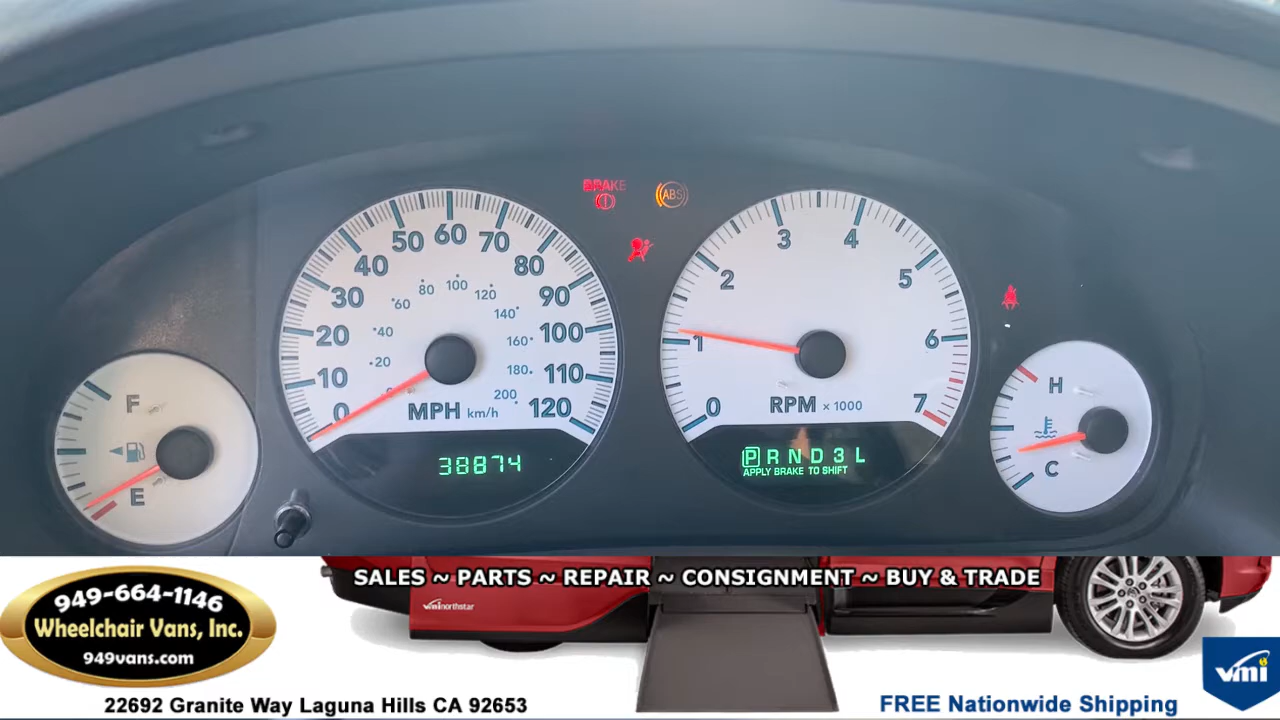 BRAKE
ABS
0 10 20 30 40 50 60 70 80 90 100 110 120
20 40 60 80 100 120 140 160 180 200
MPH km/h
38874
0 1 2 3 4 5 6 7
RPM x 1000
P R N D 3 L
APPLY BRAKE TO SHIFT
F
E
H
C
SALES ~ PARTS ~ REPAIR ~ CONSIGNMENT ~ BUY & TRADE
949-664-1146
Wheelchair Vans, Inc.
949vans.com
vmi northstar
22692 Granite Way Laguna Hills CA 92653
FREE Nationwide Shipping
vmi